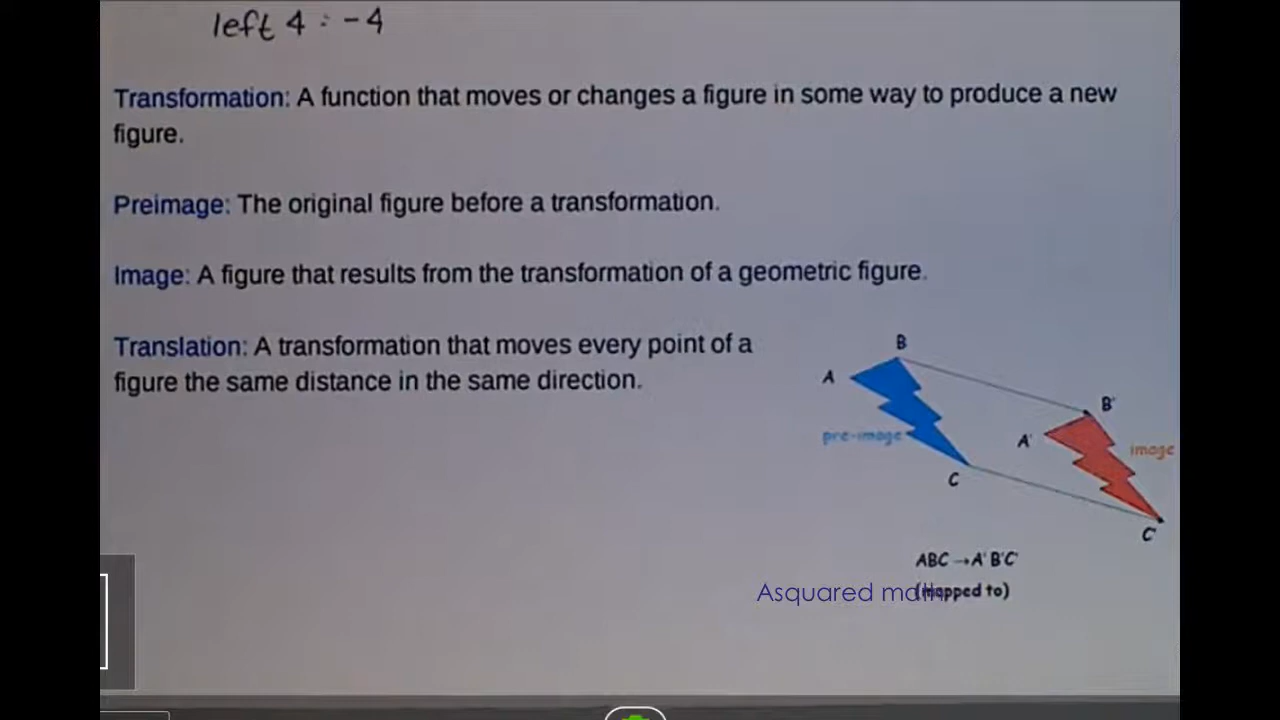 left 4 : -4
Transformation: A function that moves or changes a figure in some way to produce a new
figure.
Preimage: The original figure before a transformation.
Image: A figure that results from the transformation of a geometric figure.
Translation: A transformation that moves every point of a
figure the same distance in the same direction.
B
A
B'
pre-image
A'
image
C
C'
ABC →A' B'C'
Asquared math
(mapped to)